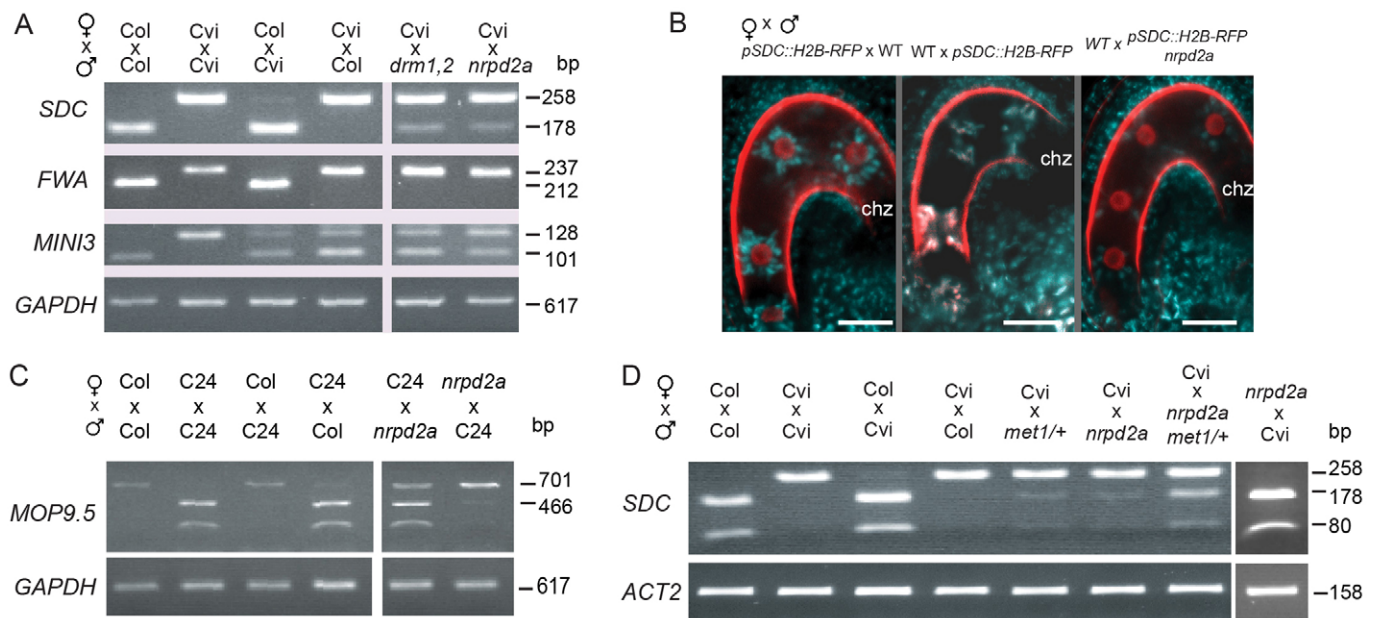 A
♀ x ♂
Col x Col
Cvi x Cvi
Col x Cvi
Cvi x Col
Cvi x drm1,2
Cvi x nrpd2a
bp
SDC
258
178
FWA
237
212
MINI3
128
101
GAPDH
617
B
♀ x ♂
pSDC::H2B-RFP x WT
WT x pSDC::H2B-RFP
WT x pSDC::H2B-RFP
nrpd2a
chz
chz
chz
C
♀ x ♂
Col x Col
C24 x C24
Col x C24
C24 x Col
C24 x nrpd2a
nrpd2a x C24
bp
MOP9.5
701
466
GAPDH
617
D
♀ x ♂
Col x Col
Cvi x Cvi
Col x Cvi
Cvi x Col
Cvi x met1/+
Cvi x nrpd2a
Cvi x nrpd2a met1/+
nrpd2a x Cvi
bp
SDC
258
178
80
ACT2
158